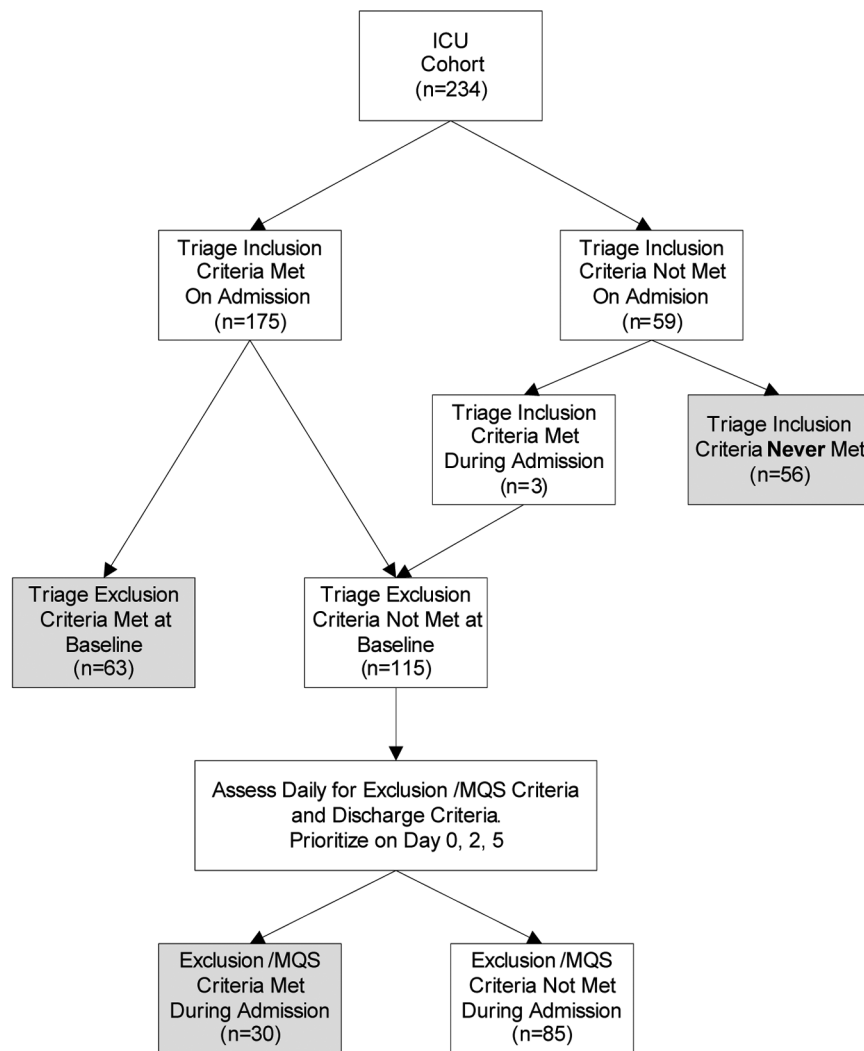 ICU
Cohort
(n=234)
Triage Inclusion
Criteria Met
On Admission
(n=175)
Triage Inclusion
Criteria Not Met
On Admision
(n=59)
Triage Inclusion
Criteria Met
During Admission
(n=3)
Triage Inclusion
Criteria Never Met
(n=56)
Triage Exclusion
Criteria Met at
Baseline
(n=63)
Triage Exclusion
Criteria Not Met at
Baseline
(n=115)
Assess Daily for Exclusion /MQS Criteria
and Discharge Criteria.
Prioritize on Day 0, 2, 5
Exclusion /MQS
Criteria Met
During Admission
(n=30)
Exclusion /MQS
Criteria Not Met
During Admission
(n=85)